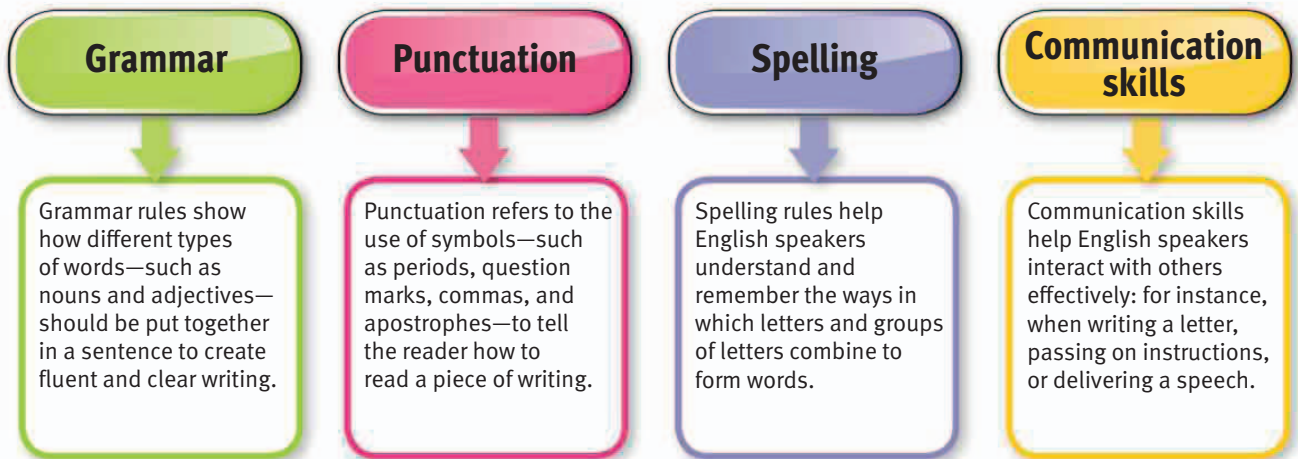 Grammar
Grammar rules show
how different types
of words—such as
nouns and adjectives—
should be put together
in a sentence to create
fluent and clear writing.
Punctuation
Punctuation refers to the
use of symbols—such
as periods, question
marks, commas, and
apostrophes—to tell
the reader how to
read a piece of writing.
Spelling
Spelling rules help
English speakers
understand and
remember the ways in
which letters and groups
of letters combine to
form words.
Communication
skills
Communication skills
help English speakers
interact with others
effectively: for instance,
when writing a letter,
passing on instructions,
or delivering a speech.